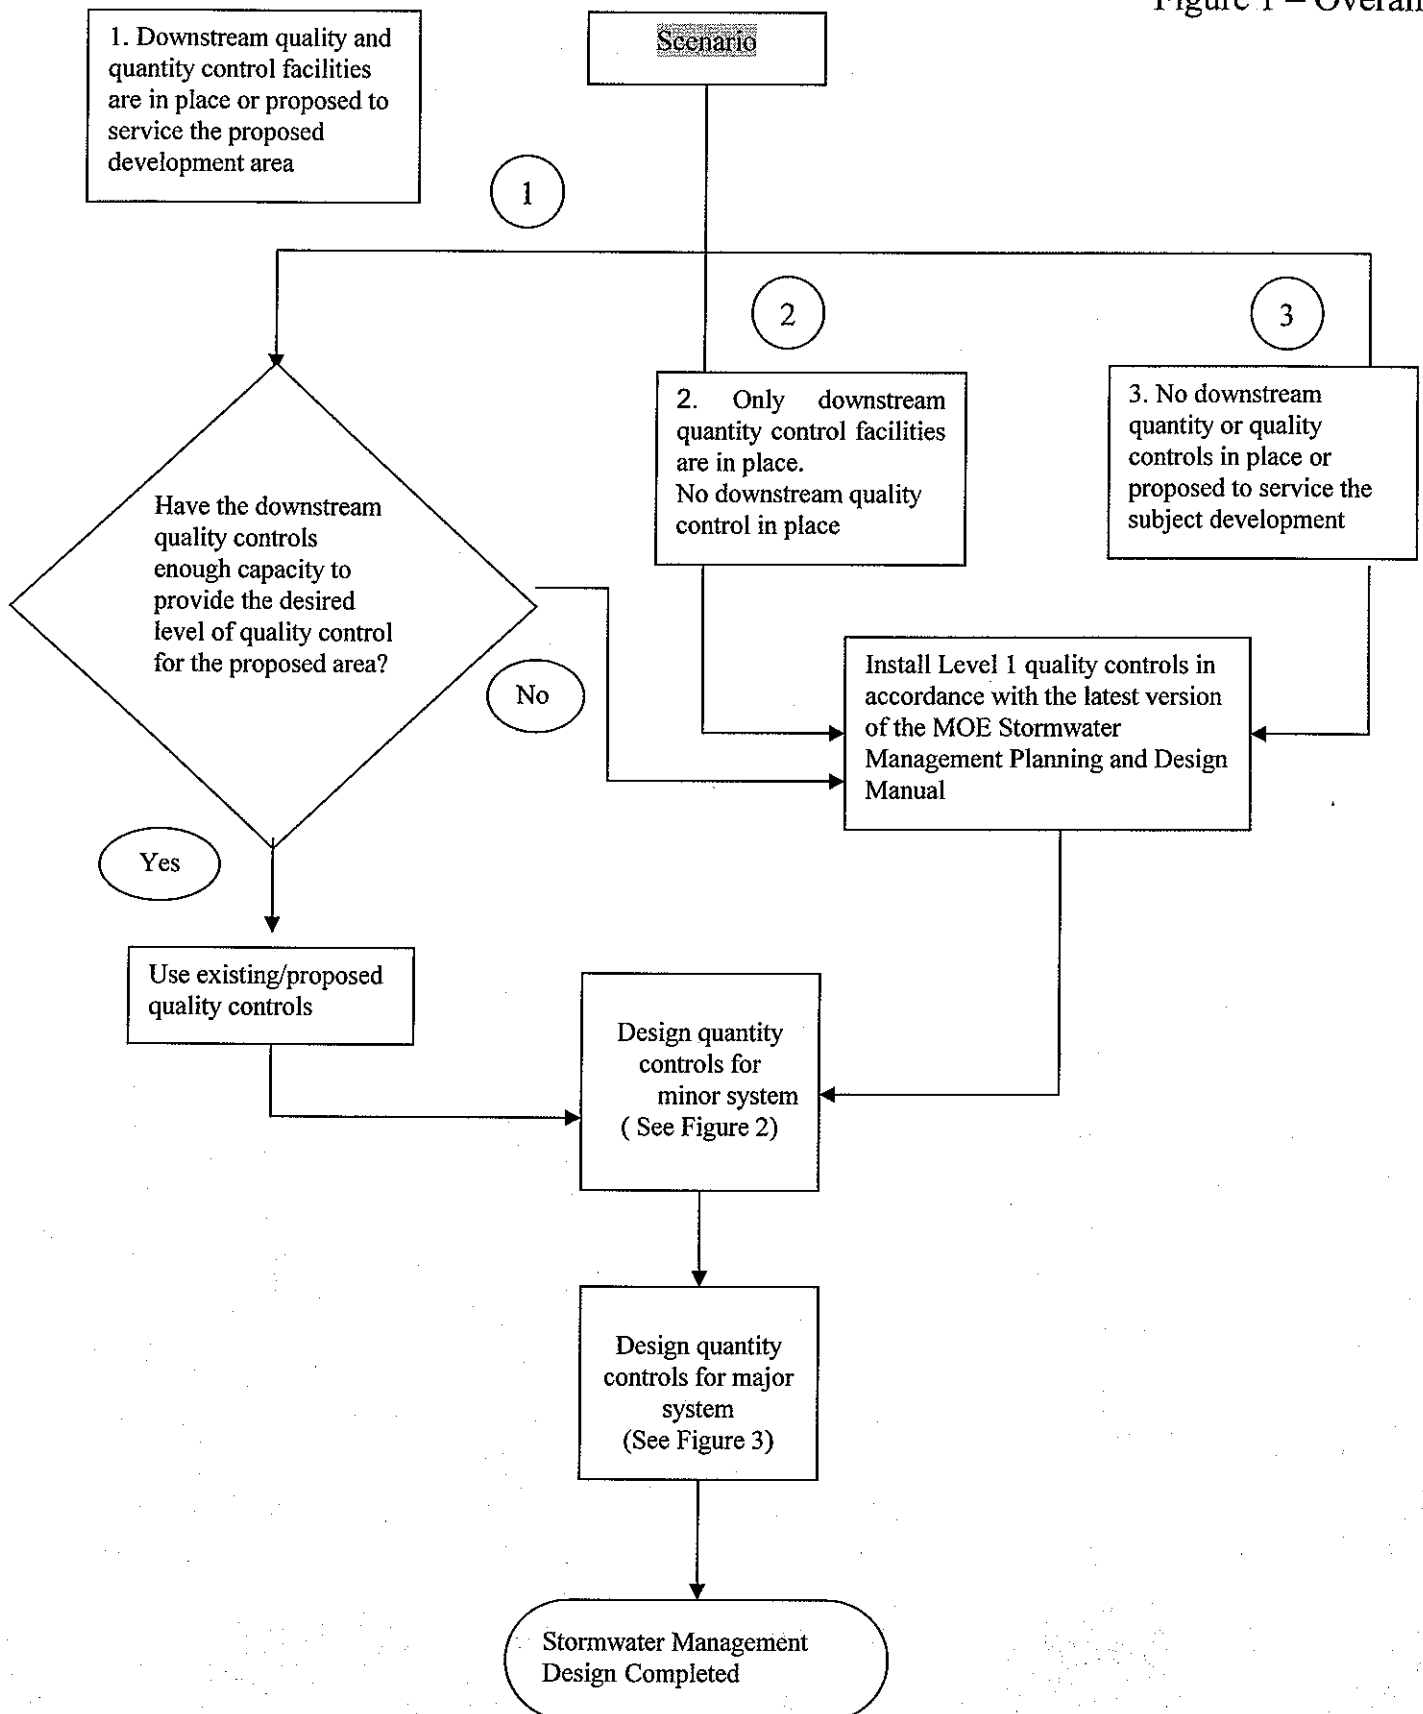 Figure 1 – Overall
Scenario
1. Downstream quality and
quantity control facilities
are in place or proposed to
service the proposed
development area
1
2
3
2. Only downstream
quantity control facilities
are in place.
No downstream quality
control in place
3. No downstream
quantity or quality
controls in place or
proposed to service the
subject development
Have the downstream
quality controls
enough capacity to
provide the desired
level of quality control
for the proposed area?
No
Install Level 1 quality controls in
accordance with the latest version
of the MOE Stormwater
Management Planning and Design
Manual
Yes
Use existing/proposed
quality controls
Design quantity
controls for
minor system
( See Figure 2)
Design quantity
controls for major
system
(See Figure 3)
Stormwater Management
Design Completed